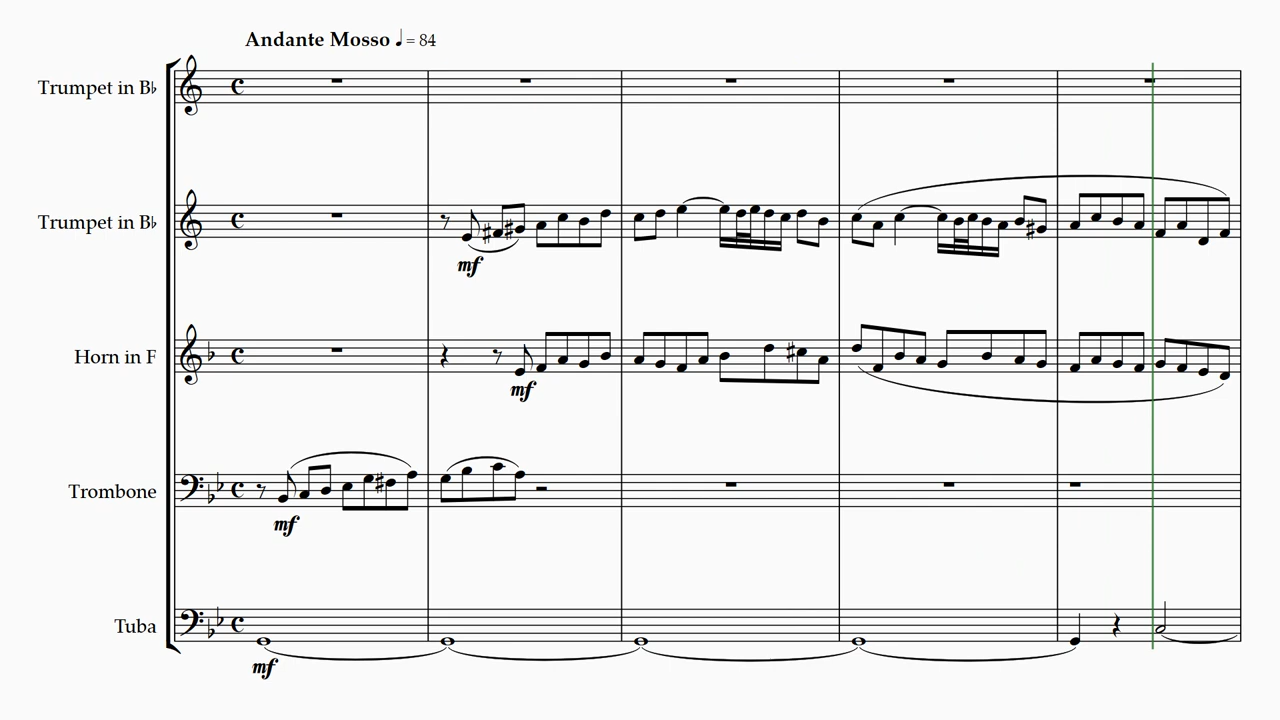 Andante Mosso ♩ = 84
Trumpet in B♭
Trumpet in B♭
mf
Horn in F
mf
Trombone
mf
Tuba
mf